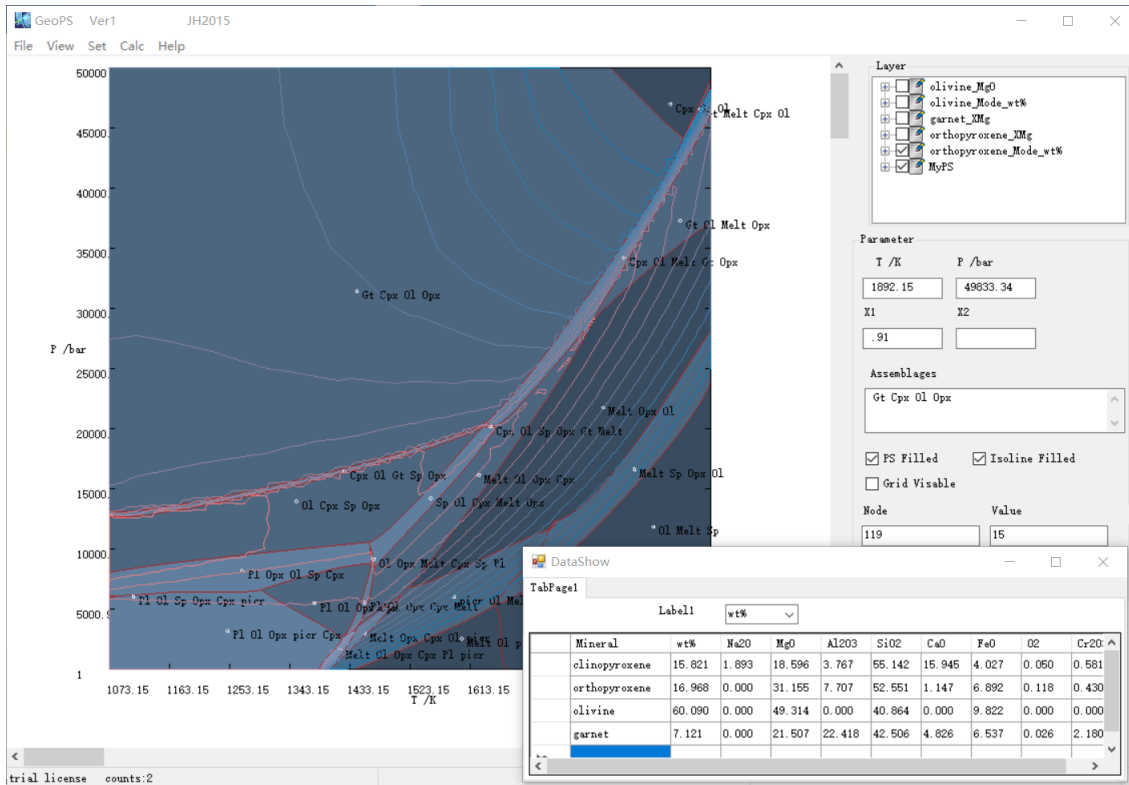 GeoPS Ver1 JH2015
File View Set Calc Help
50000
45000.
40000.
35000.
30000.
25000.
20000.
15000.
10000.
5000.9
1
P /bar
1073.15 1163.15 1253.15 1343.15 1433.15 1523.15 1613.15
T /K
Gt Melt Cpx Ol
Gt Ol Melt Opx
Cpx Ol Melt Gt Opx
Gt Cpx Ol Opx
Melt Opx Ol
Cpx Ol Sp Opx Gt Melt
Cpx Ol Gt Sp Opx
Melt Ol Opx Cpx
Melt Sp Opx Ol
Ol Cpx Sp Opx
Sp Ol Cpx Melt Opx
Ol Melt Sp
Ol Opx Melt Cpx Sp Pl
Pl Opx Ol Sp Cpx
Pl Ol Sp Opx Cpx picr
Pl Ol Opx picr Cpx
Melt Opx Cpx Ol picr
Melt Ol Opx Cpx Pl picr
Layer
olivine_MgO
olivine_Mode_wt%
garnet_XMg
orthopyroxene_XMg
orthopyroxene_Mode_wt%
MyPS
Parameter
T /K P /bar
1892.15 49833.34
X1 X2
.91
Assemblages
Gt Cpx Ol Opx
PS Filled Isoline Filled
Grid Visable
Node Value
119 15
DataShow
TabPage1
Label1 wt%
Mineral wt% Na2O MgO Al2O3 SiO2 CaO FeO O2 Cr2O
clinopyroxene 15.821 1.893 18.596 3.767 55.142 15.945 4.027 0.050 0.581
orthopyroxene 16.968 0.000 31.155 7.707 52.551 1.147 6.892 0.118 0.430
olivine 60.090 0.000 49.314 0.000 40.864 0.000 9.822 0.000 0.000
garnet 7.121 0.000 21.507 22.418 42.506 4.826 6.537 0.026 2.180
trial license counts:2